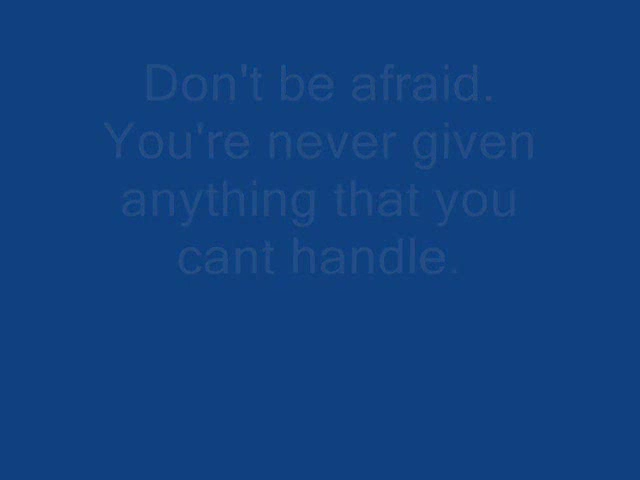 Don't be afraid.
You're never given
anything that you
cant handle.